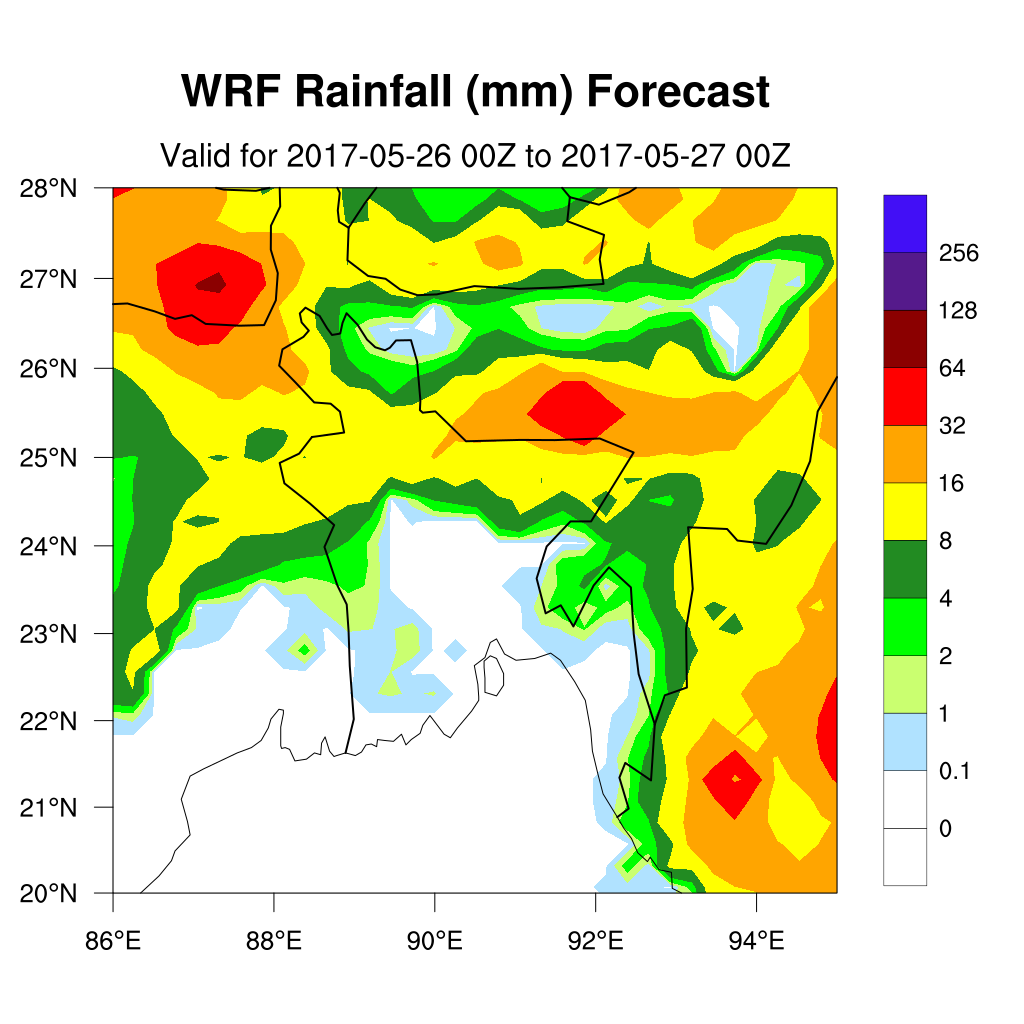 WRF Rainfall (mm) Forecast
Valid for 2017-05-26 00Z to 2017-05-27 00Z
28°N
27°N
26°N
25°N
24°N
23°N
22°N
21°N
20°N
86°E
88°E
90°E
92°E
94°E
256
128
64
32
16
8
4
2
1
0.1
0